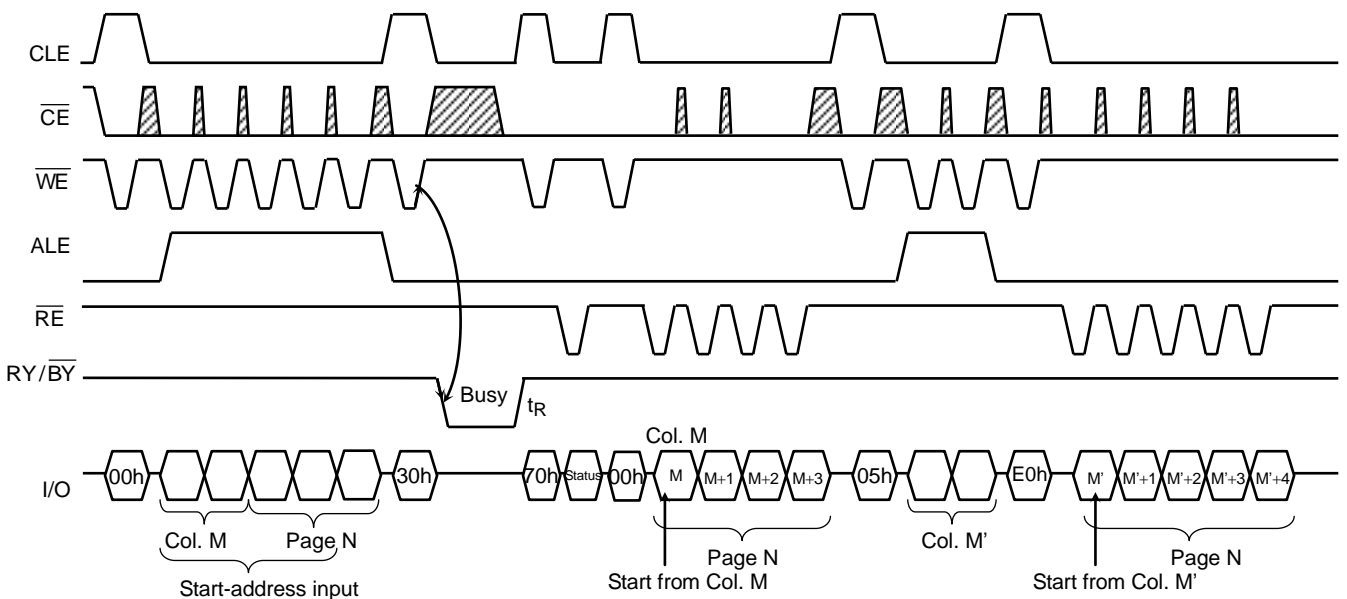 CLE
CE
WE
ALE
RE
RY/BY
Busy
tR
Col. M
I/O
00h
30h
70h
Status
00h
M
M+1
M+2
M+3
05h
E0h
M'
M'+1
M'+2
M'+3
M'+4
Col. M
Page N
Start-address input
Page N
Start from Col. M
Col. M'
Page N
Start from Col. M'